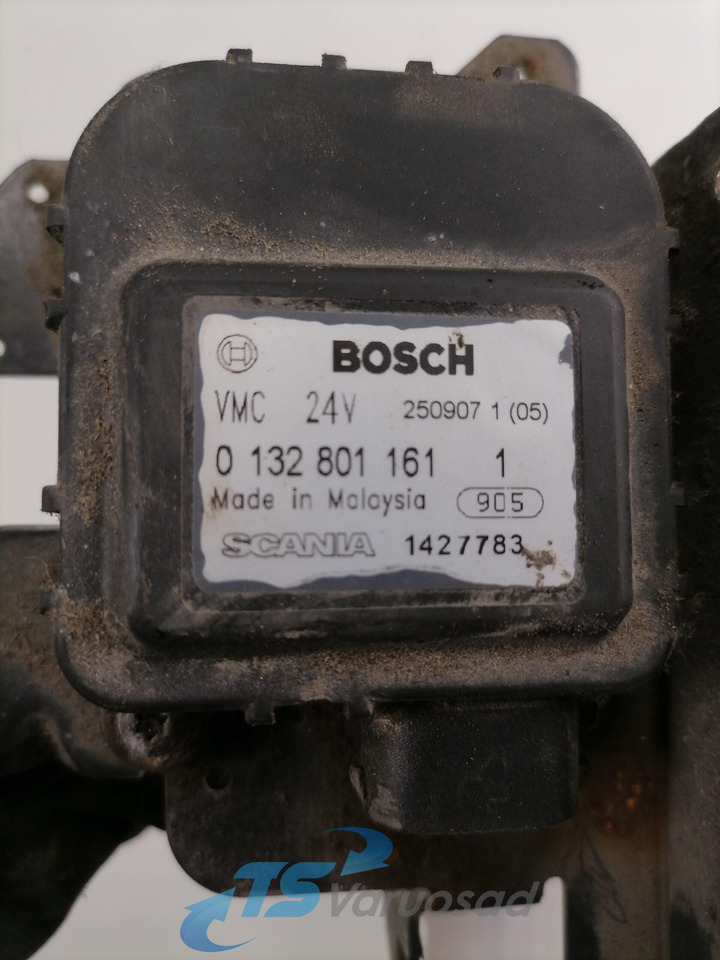 BOSCH
VMC 24V 250907 1 (05)
0 132 801 161 1
Made in Malaysia 905
SCANIA 1427783
TS Varuosad